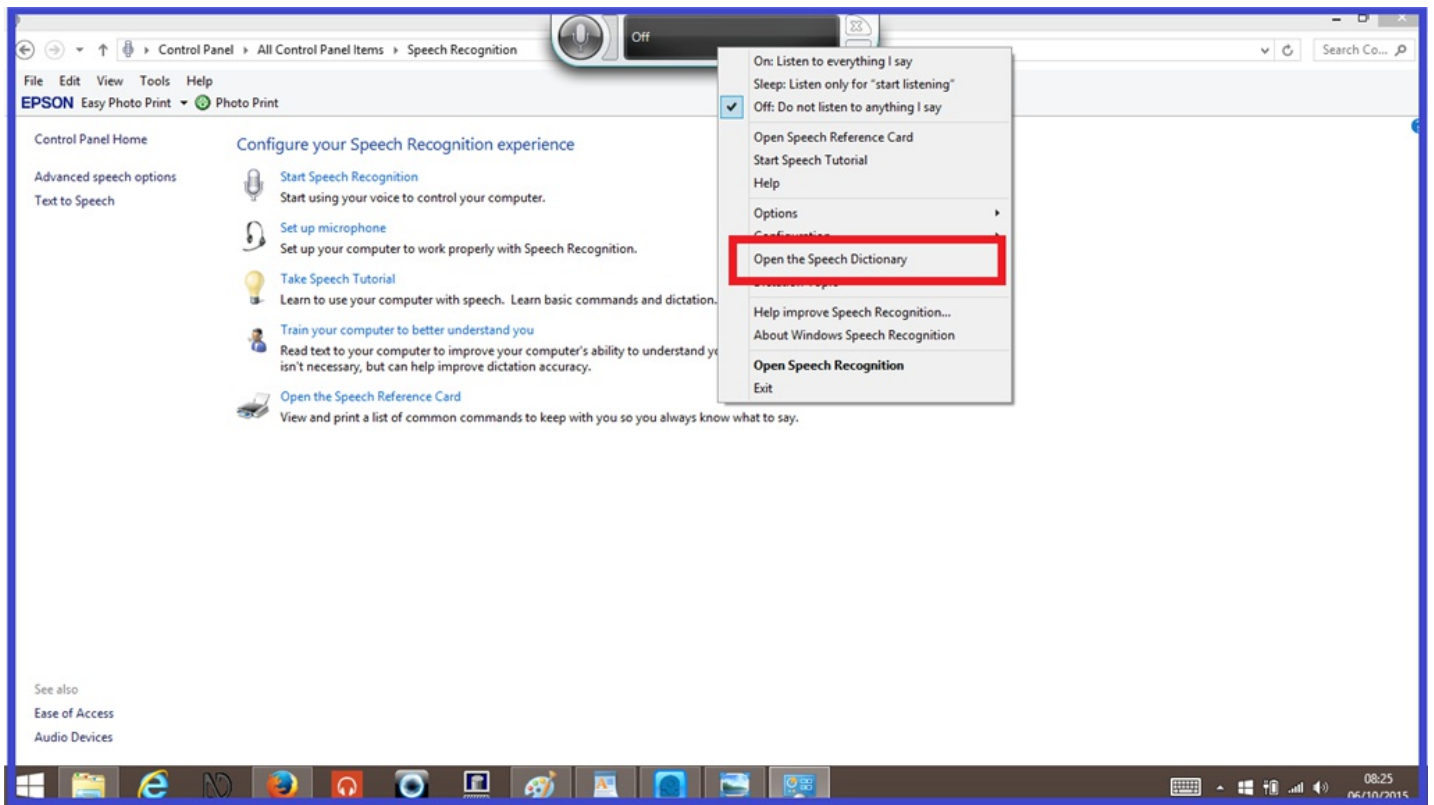 Off
Control Panel All Control Panel Items Speech Recognition
Search Co...
File Edit View Tools Help
EPSON Easy Photo Print Photo Print
On: Listen to everything I say
Sleep: Listen only for "start listening"
Off: Do not listen to anything I say
Open Speech Reference Card
Start Speech Tutorial
Help
Options
Configuration
Open the Speech Dictionary
Dictation Topic
Help improve Speech Recognition...
About Windows Speech Recognition
Open Speech Recognition
Exit
Control Panel Home
Advanced speech options
Text to Speech
Configure your Speech Recognition experience
Start Speech Recognition
Start using your voice to control your computer.
Set up microphone
Set up your computer to work properly with Speech Recognition.
Take Speech Tutorial
Learn to use your computer with speech. Learn basic commands and dictation.
Train your computer to better understand you
Read text to your computer to improve your computer's ability to understand
isn't necessary, but can help improve dictation accuracy.
Open the Speech Reference Card
View and print a list of common commands to keep with you so you always know what to say.
See also
Ease of Access
Audio Devices
08:25
06/10/2015